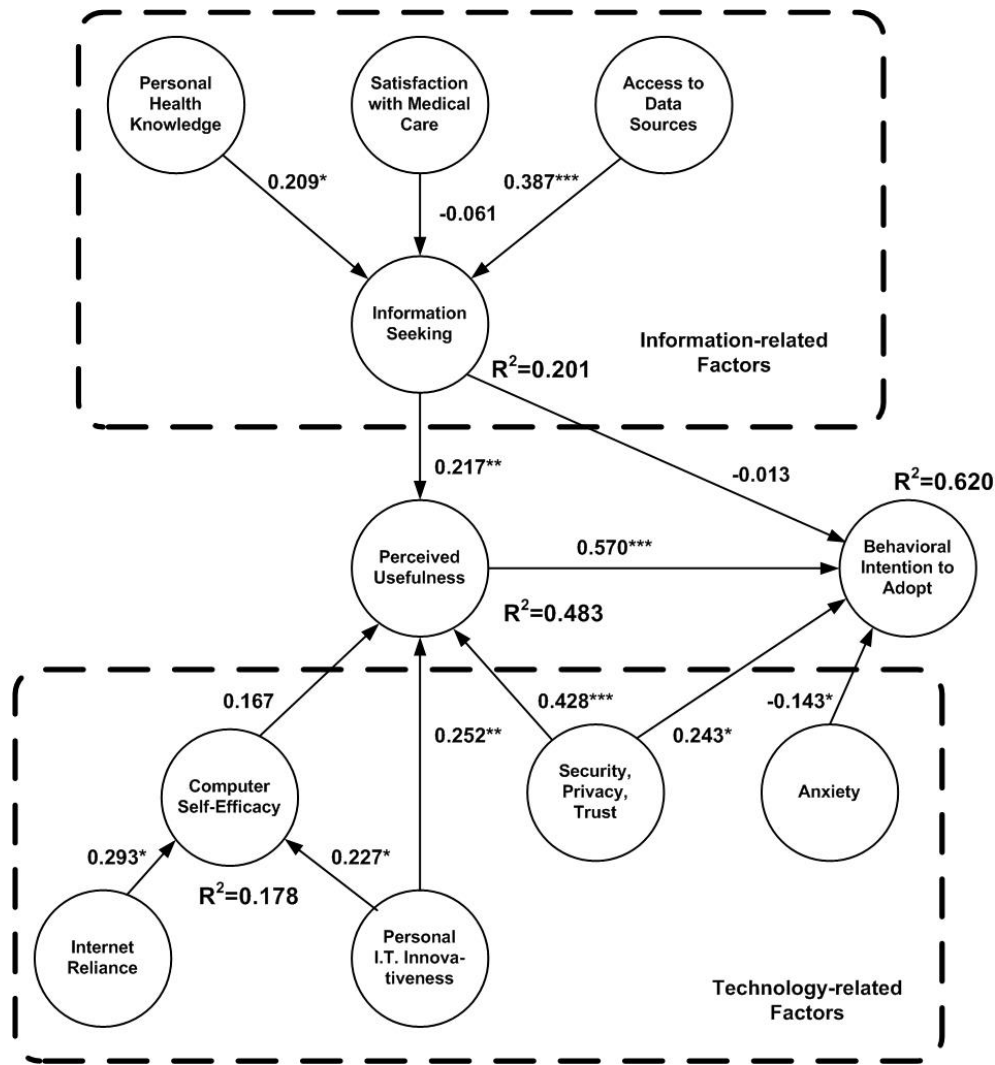 Personal
Health
Knowledge
Satisfaction
with Medical
Care
Access to
Data
Sources
0.209*
-0.061
0.387***
Information
Seeking
Information-related
Factors
R²=0.201
0.217**
-0.013
R²=0.620
Perceived
Usefulness
0.570***
Behavioral
Intention to
Adopt
R²=0.483
0.167
0.252**
0.428***
0.243*
-0.143*
Computer
Self-Efficacy
Security,
Privacy,
Trust
Anxiety
0.293*
0.227*
R²=0.178
Internet
Reliance
Personal
I.T. Innova-
tiveness
Technology-related
Factors